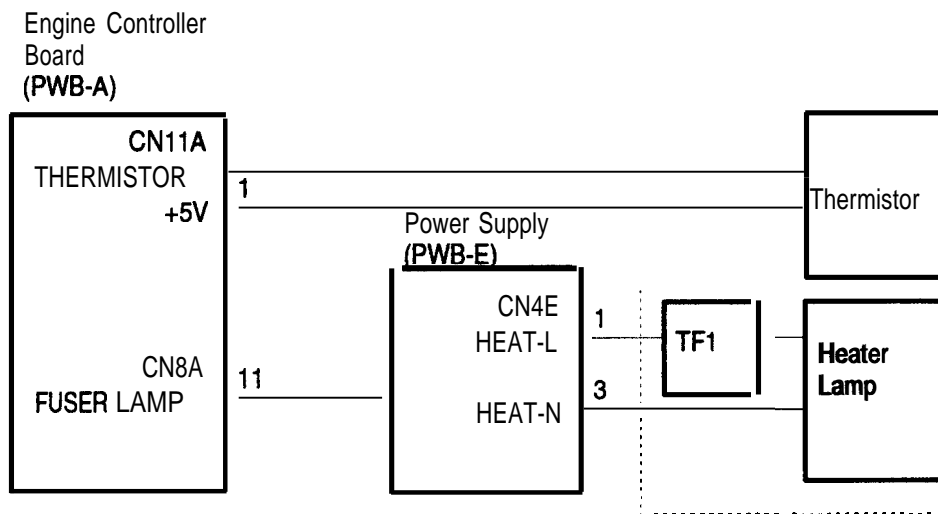 Engine Controller
Board
(PWB-A)
CN11A
THERMISTOR
1
+5V
Thermistor
Power Supply
(PWB-E)
CN4E
1
HEAT-L
TF1
Heater
Lamp
CN8A
11
FUSER LAMP
3
HEAT-N